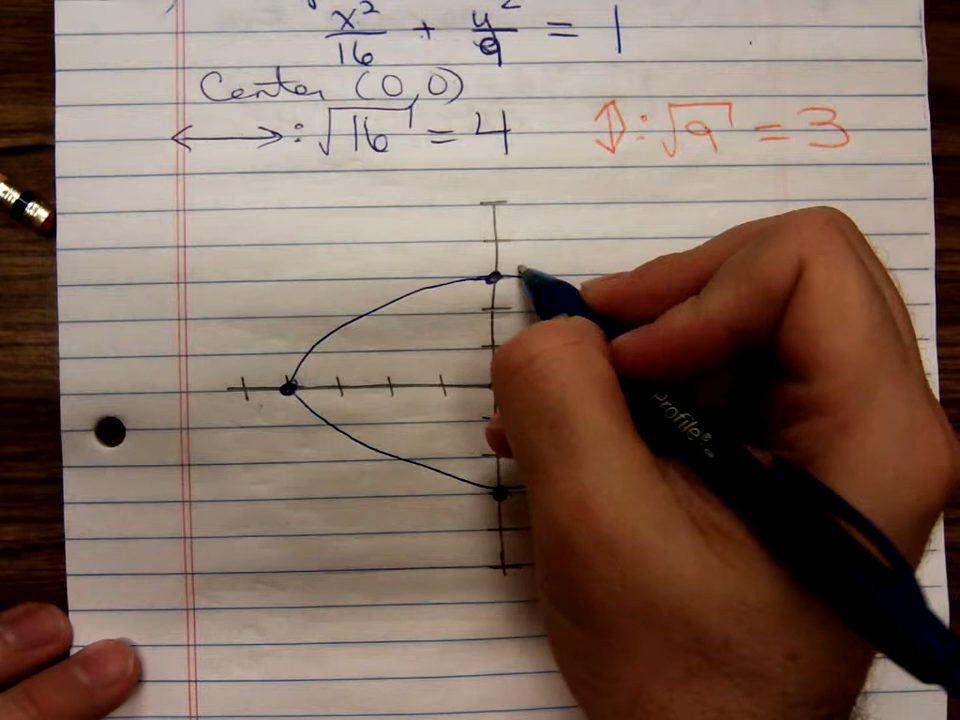 x²/16 + y²/9 = 1
Center (0,0)
↔ : √16 = 4
↕ : √9 = 3
Profile®